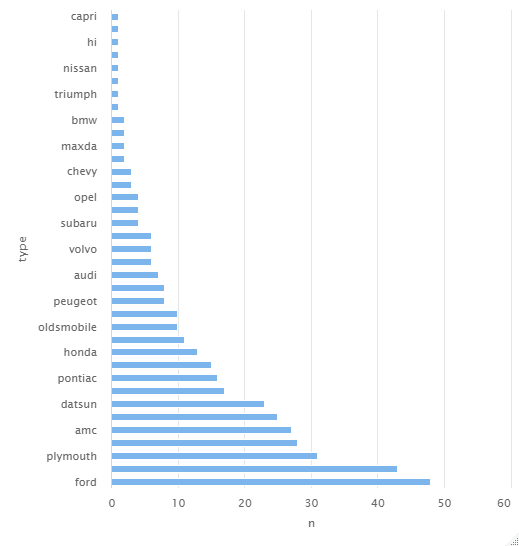 capri
hi
nissan
triumph
bmw
maxda
chevy
opel
subaru
volvo
audi
peugeot
oldsmobile
honda
pontiac
datsun
amc
plymouth
ford
type
0 10 20 30 40 50 60
n